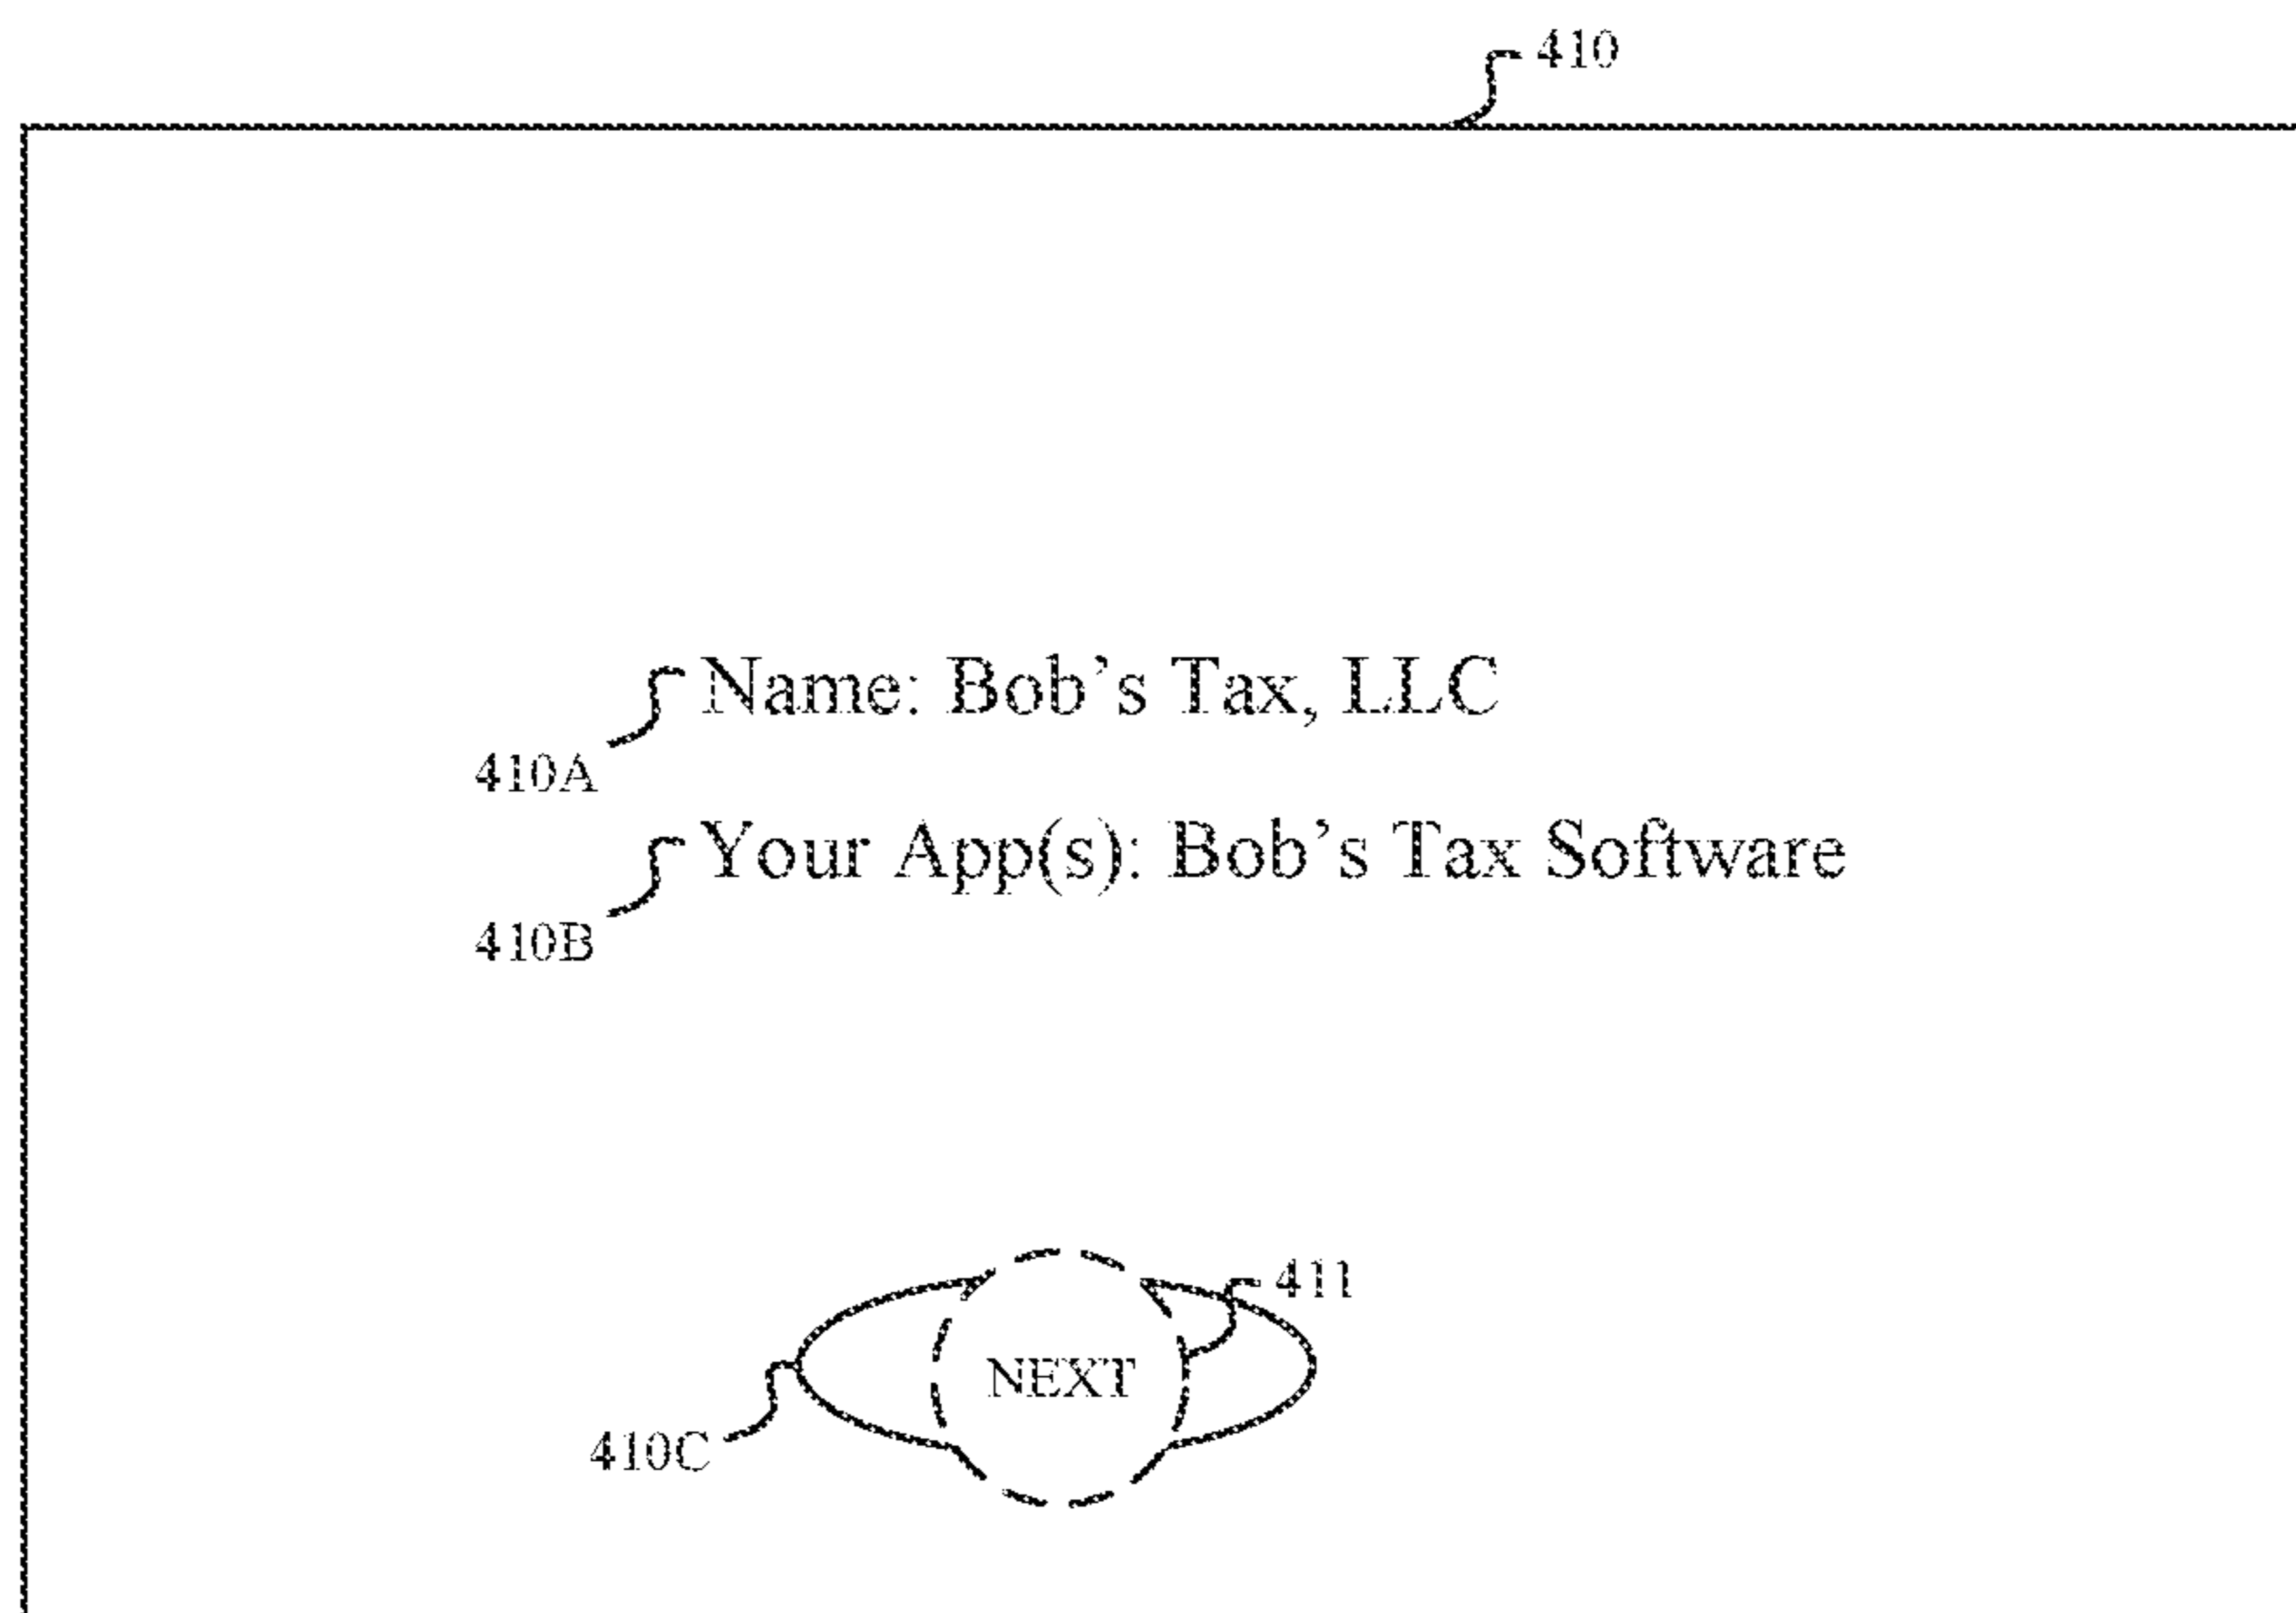 410
Name: Bob’s Tax, LLC
410A
Your App(s): Bob’s Tax Software
410B
411
NEXT
410C